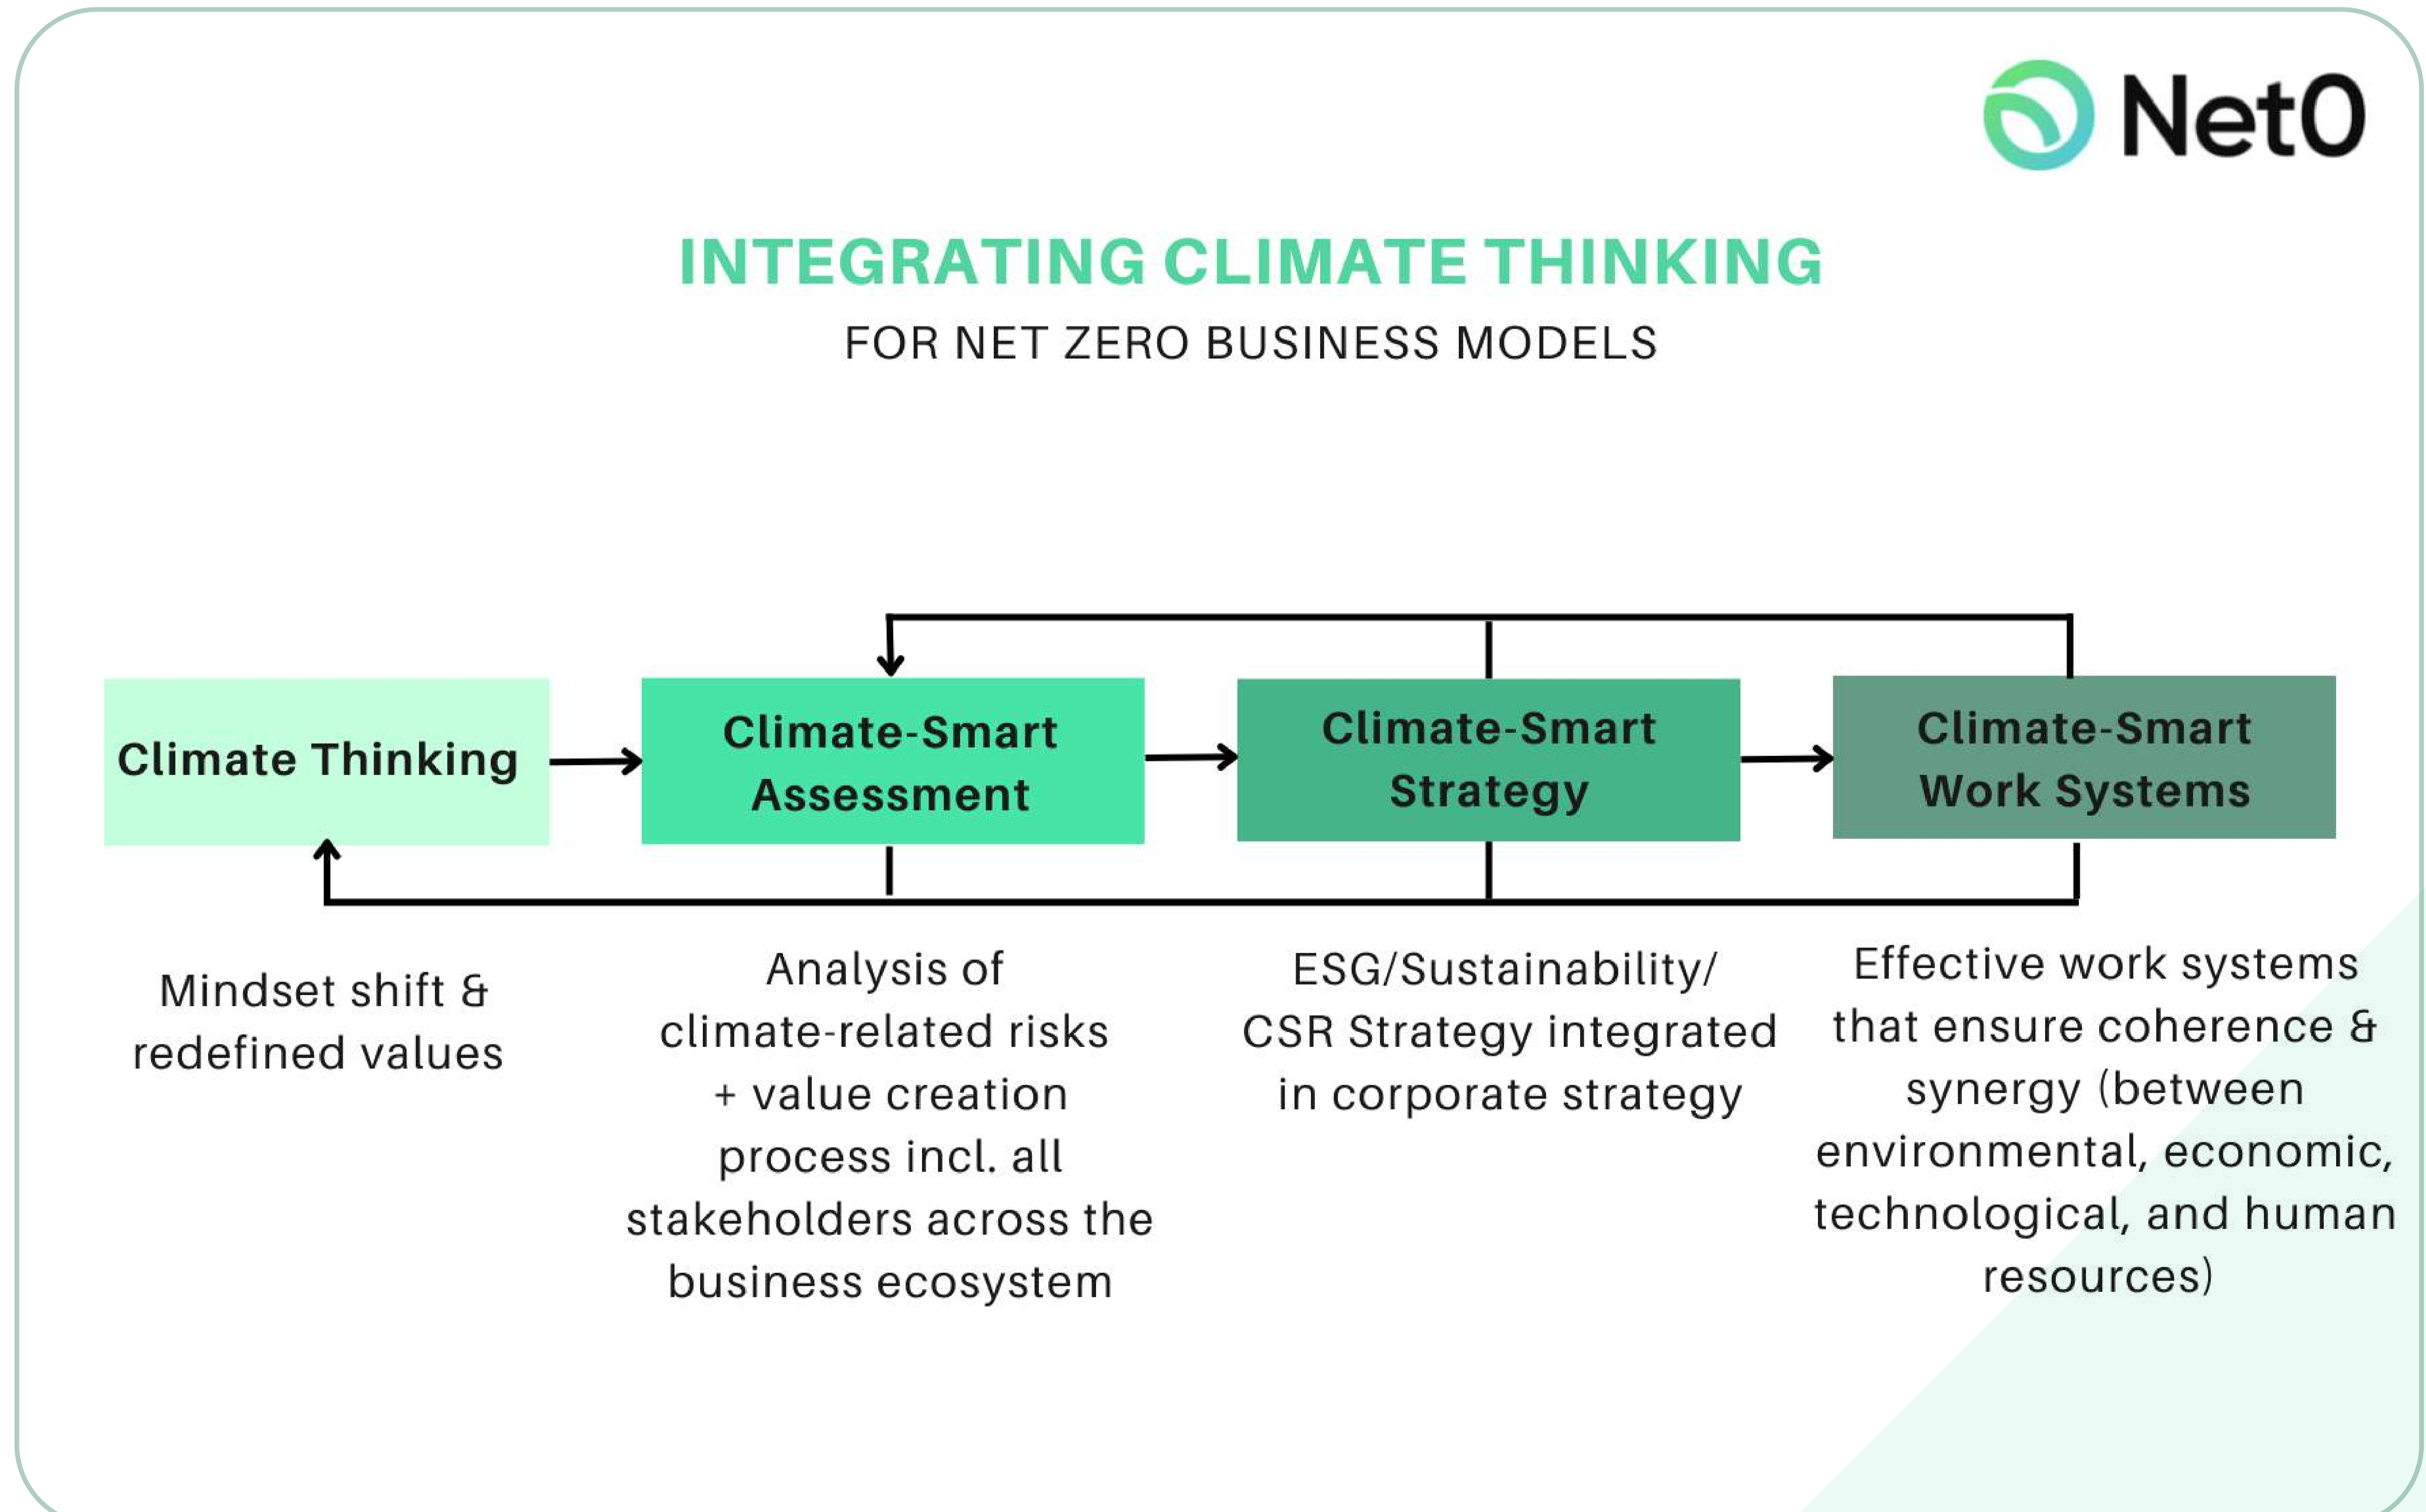 Net0
INTEGRATING CLIMATE THINKING
FOR NET ZERO BUSINESS MODELS
Climate Thinking
Climate-Smart
Assessment
Climate-Smart
Strategy
Climate-Smart
Work Systems
Mindset shift &
redefined values
Analysis of
climate-related risks
+ value creation
process incl. all
stakeholders across the
business ecosystem
ESG/Sustainability/
CSR Strategy integrated
in corporate strategy
Effective work systems
that ensure coherence &
synergy (between
environmental, economic,
technological, and human
resources)